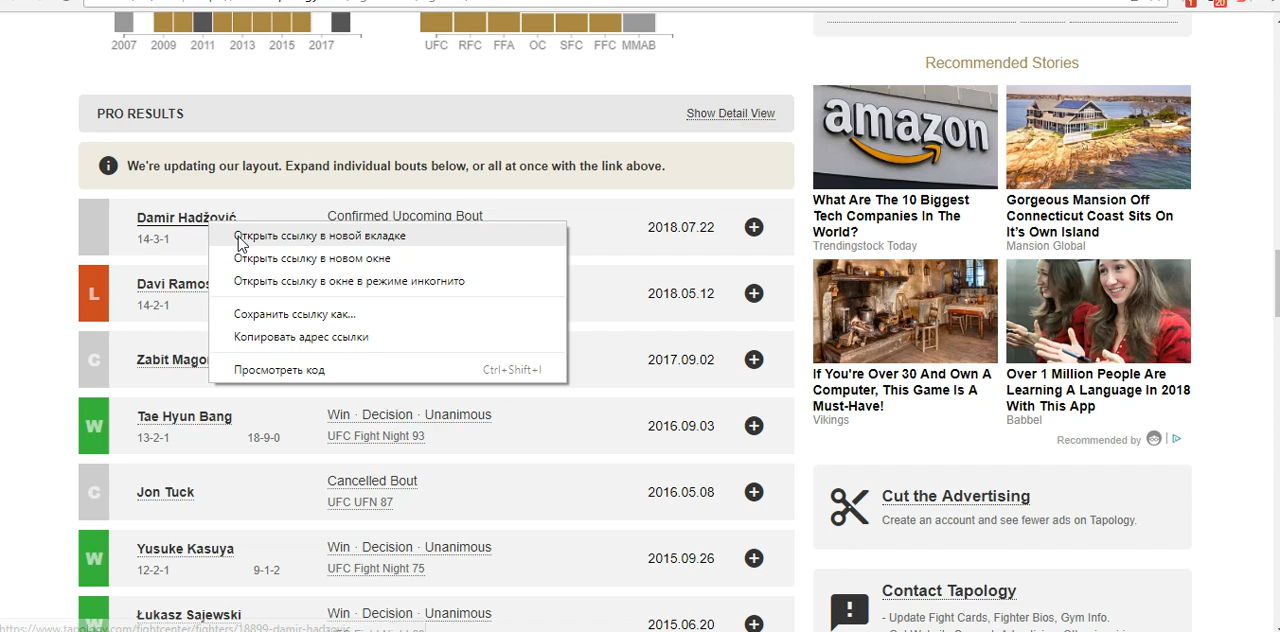 2007 2009 2011 2013 2015 2017
UFC RFC FFA OC SFC FFC MMAB
PRO RESULTS
Show Detail View
We're updating our layout. Expand individual bouts below, or all at once with the link above.
Damir Hadžović
14-3-1
Confirmed Upcoming Bout
2018.07.22
Открыть ссылку в новой вкладке
Открыть ссылку в новом окне
Открыть ссылку в окне в режиме инкогнито
Сохранить ссылку как...
Копировать адрес ссылки
Просмотреть код Ctrl+Shift+I
L
Davi Ramos
14-2-1
2018.05.12
C
Zabit Mago
2017.09.02
W
Tae Hyun Bang
13-2-1 18-9-0
Win · Decision · Unanimous
UFC Fight Night 93
2016.09.03
C
Jon Tuck
Cancelled Bout
UFC UFN 87
2016.05.08
W
Yusuke Kasuya
12-2-1 9-1-2
Win · Decision · Unanimous
UFC Fight Night 75
2015.09.26
W
Łukasz Sajewski
Win · Decision · Unanimous
2015.06.20
Recommended Stories
amazon
What Are The 10 Biggest
Tech Companies In The
World?
Trendingstock Today
Gorgeous Mansion Off
Connecticut Coast Sits On
It's Own Island
Mansion Global
If You're Over 30 And Own A
Computer, This Game Is A
Must-Have!
Vikings
Over 1 Million People Are
Learning A Language In 2018
With This App
Babbel
Recommended by
Cut the Advertising
Create an account and see fewer ads on Tapology.
Contact Tapology
- Update Fight Cards, Fighter Bios, Gym Info.